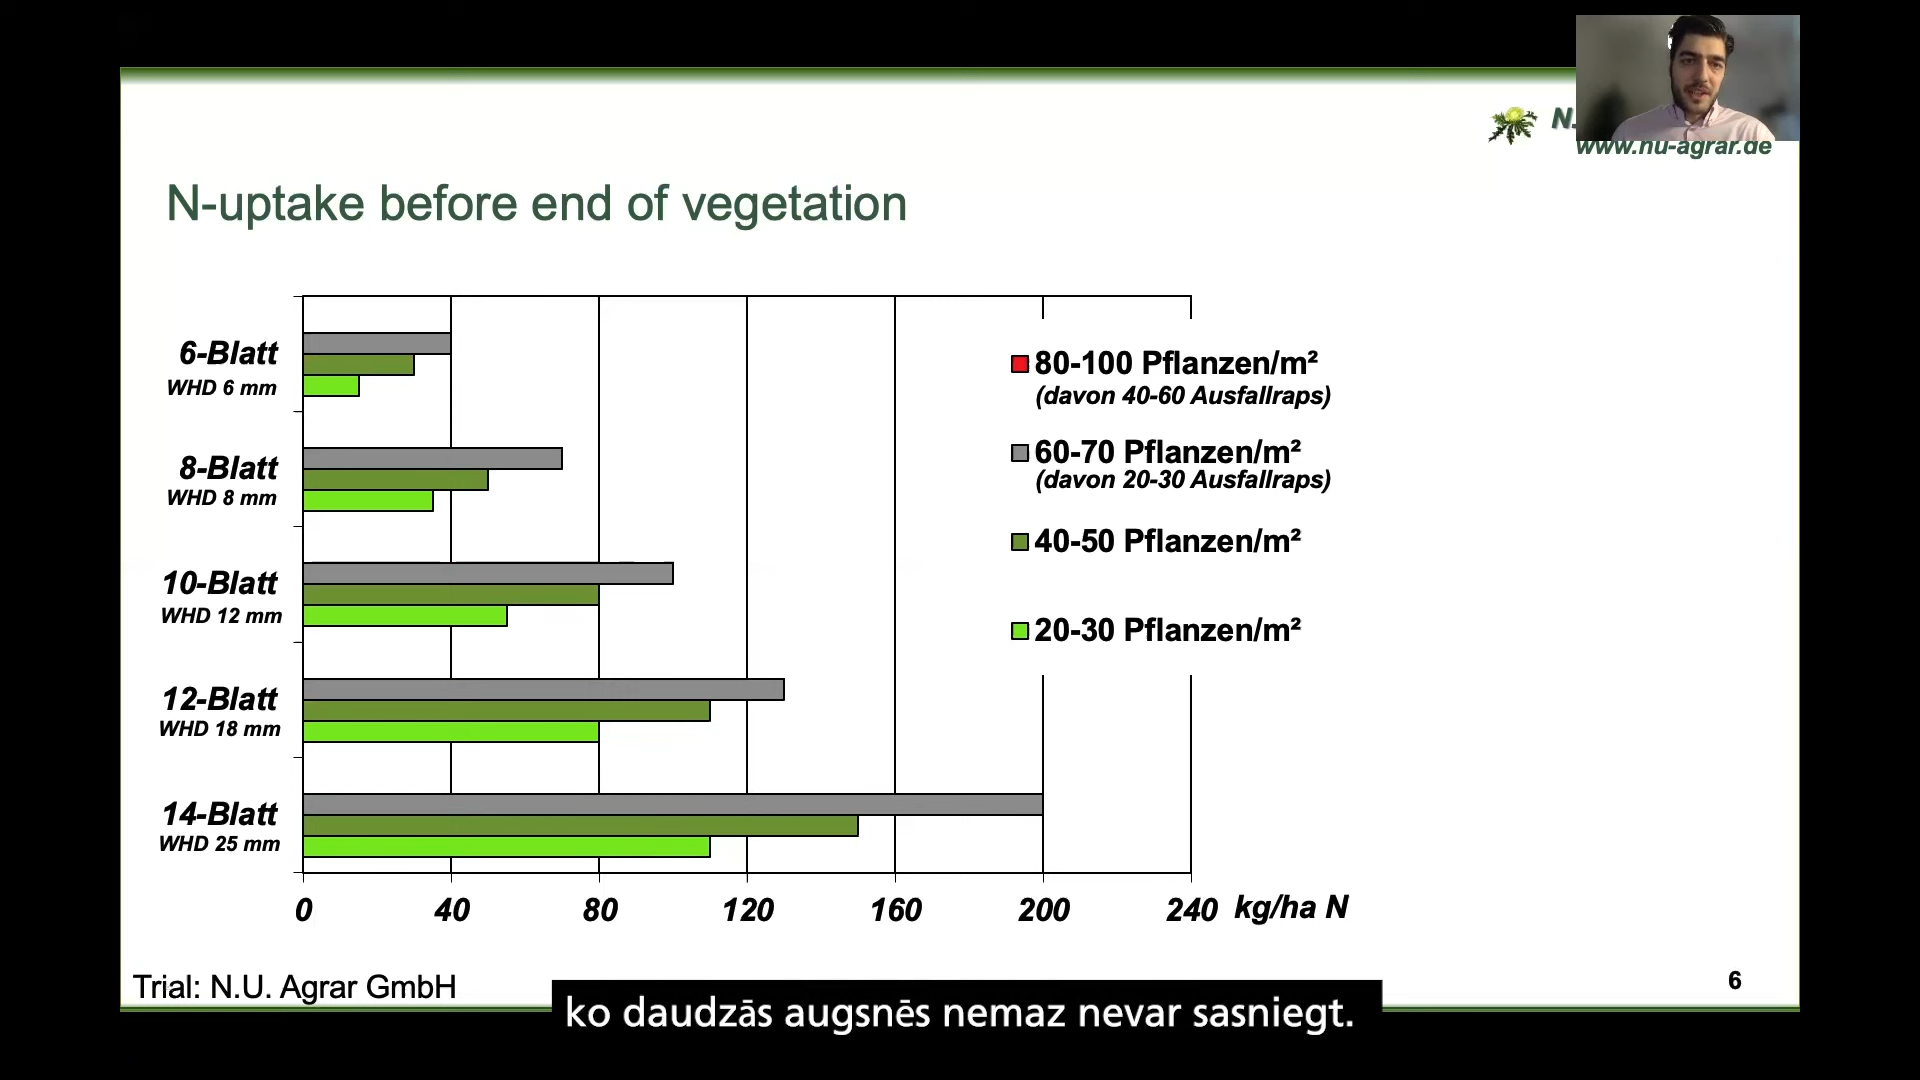 N.
www.nu-agrar.de
N-uptake before end of vegetation
6-Blatt
WHD 6 mm
8-Blatt
WHD 8 mm
10-Blatt
WHD 12 mm
12-Blatt
WHD 18 mm
14-Blatt
WHD 25 mm
80-100 Pflanzen/m²
(davon 40-60 Ausfallraps)
60-70 Pflanzen/m²
(davon 20-30 Ausfallraps)
40-50 Pflanzen/m²
20-30 Pflanzen/m²
0 40 80 120 160 200 240 kg/ha N
Trial: N.U. Agrar GmbH
6
ko daudzās augsnēs nemaz nevar sasniegt.